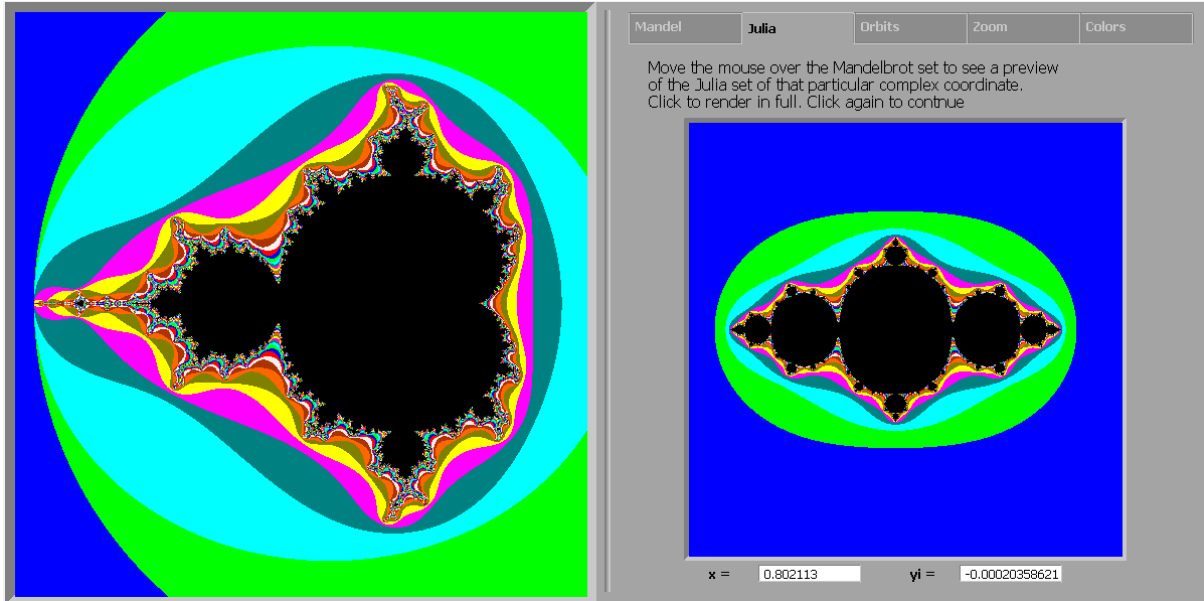 Mandel Julia Orbits Zoom Colors
Move the mouse over the Mandelbrot set to see a preview
of the Julia set of that particular complex coordinate.
Click to render in full. Click again to contnue
x = 0.802113 yi = -0.00020358621